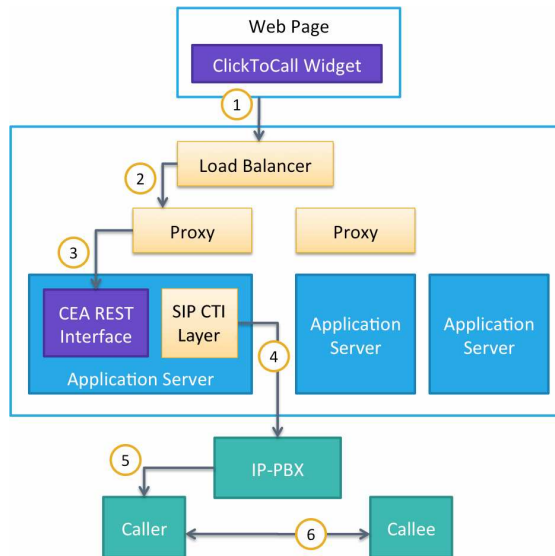 Web Page
ClickToCall Widget
1
Load Balancer
2
Proxy
Proxy
3
CEA REST
Interface
SIP CTI
Layer
Application Server
Application
Server
Application
Server
4
IP-PBX
5
Caller
6
Callee